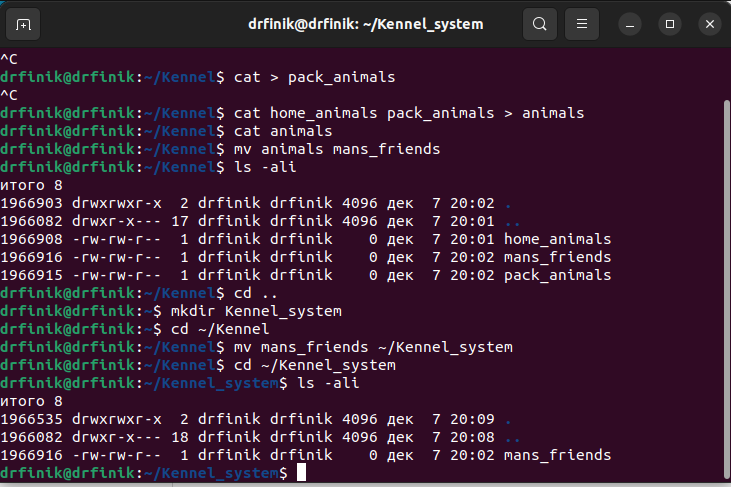 drfinik@drfinik: ~/Kennel_system
^C
drfinik@drfinik:~/Kennel$ cat > pack_animals
^C
drfinik@drfinik:~/Kennel$ cat home_animals pack_animals > animals
drfinik@drfinik:~/Kennel$ cat animals
drfinik@drfinik:~/Kennel$ mv animals mans_friends
drfinik@drfinik:~/Kennel$ ls -ali
итого 8
1966903 drwxrwxr-x  2 drfinik drfinik 4096 дек  7 20:02 .
1966082 drwxr-x--- 17 drfinik drfinik 4096 дек  7 20:01 ..
1966908 -rw-rw-r--  1 drfinik drfinik    0 дек  7 20:01 home_animals
1966916 -rw-rw-r--  1 drfinik drfinik    0 дек  7 20:02 mans_friends
1966915 -rw-rw-r--  1 drfinik drfinik    0 дек  7 20:02 pack_animals
drfinik@drfinik:~/Kennel$ cd ..
drfinik@drfinik:~$ mkdir Kennel_system
drfinik@drfinik:~$ cd ~/Kennel
drfinik@drfinik:~/Kennel$ mv mans_friends ~/Kennel_system
drfinik@drfinik:~/Kennel$ cd ~/Kennel_system
drfinik@drfinik:~/Kennel_system$ ls -ali
итого 8
1966535 drwxrwxr-x  2 drfinik drfinik 4096 дек  7 20:09 .
1966082 drwxr-x--- 18 drfinik drfinik 4096 дек  7 20:08 ..
1966916 -rw-rw-r--  1 drfinik drfinik    0 дек  7 20:02 mans_friends
drfinik@drfinik:~/Kennel_system$